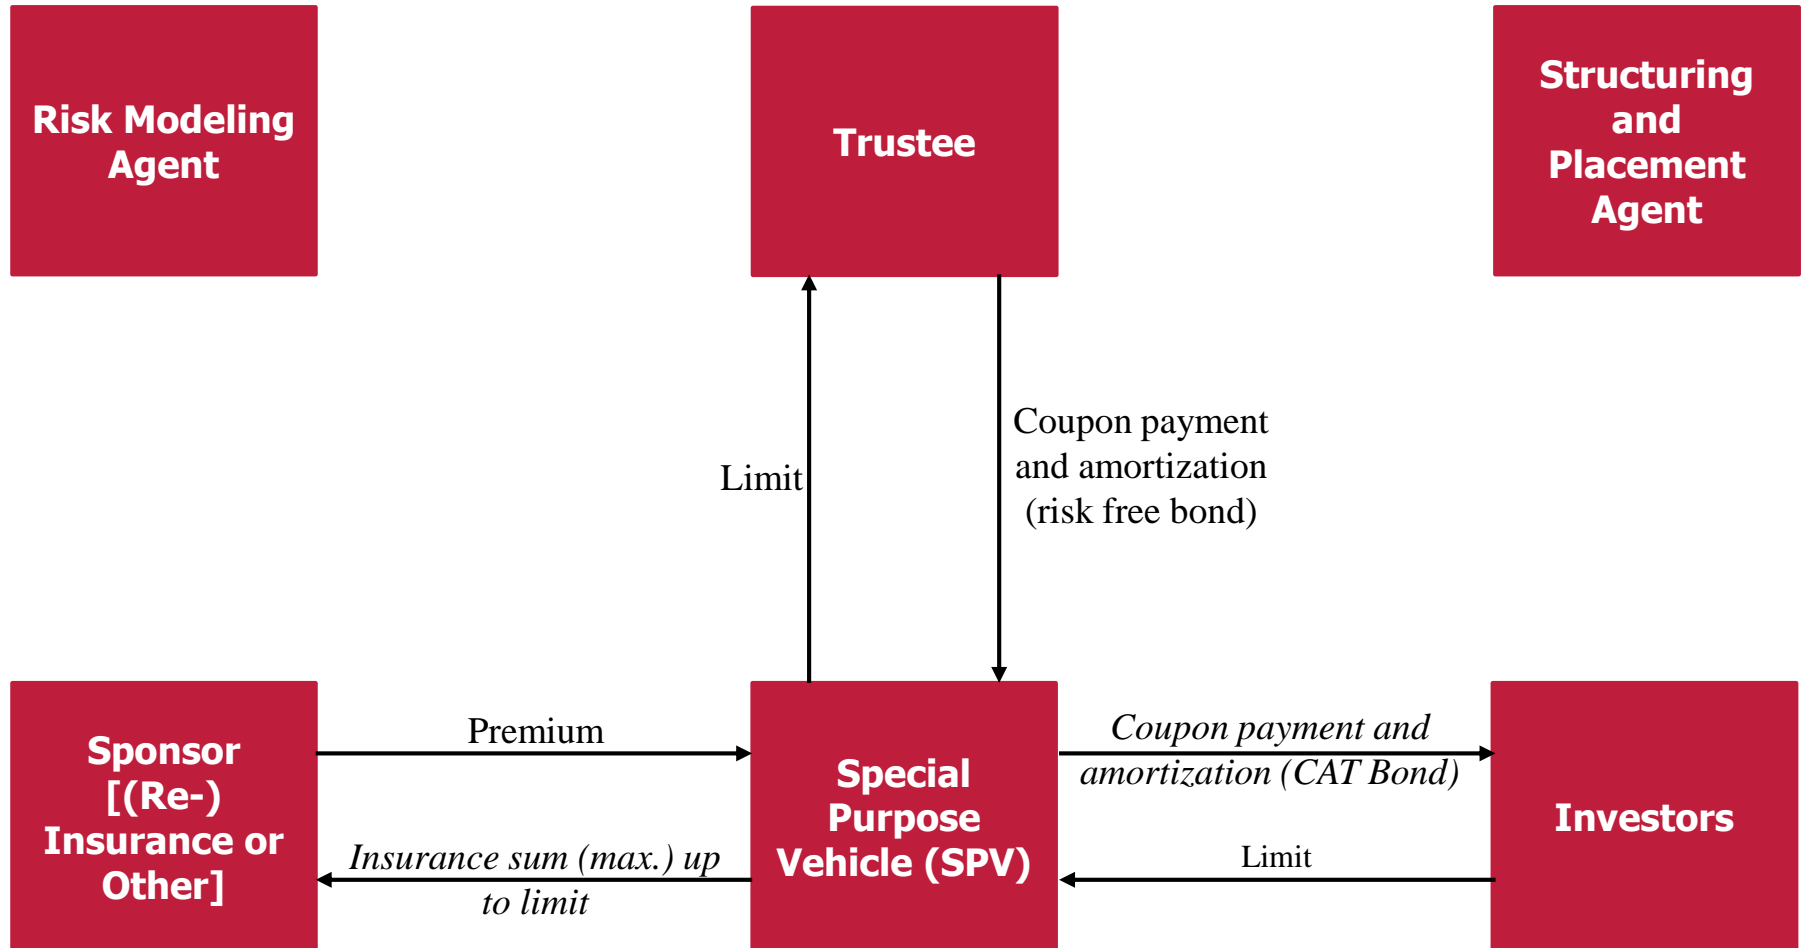 Risk Modeling
Agent
Trustee
Structuring
and
Placement
Agent
Limit
Coupon payment
and amortization
(risk free bond)
Sponsor
[(Re-)
Insurance or
Other]
Premium
Insurance sum (max.) up
to limit
Special
Purpose
Vehicle (SPV)
Coupon payment and
amortization (CAT Bond)
Limit
Investors